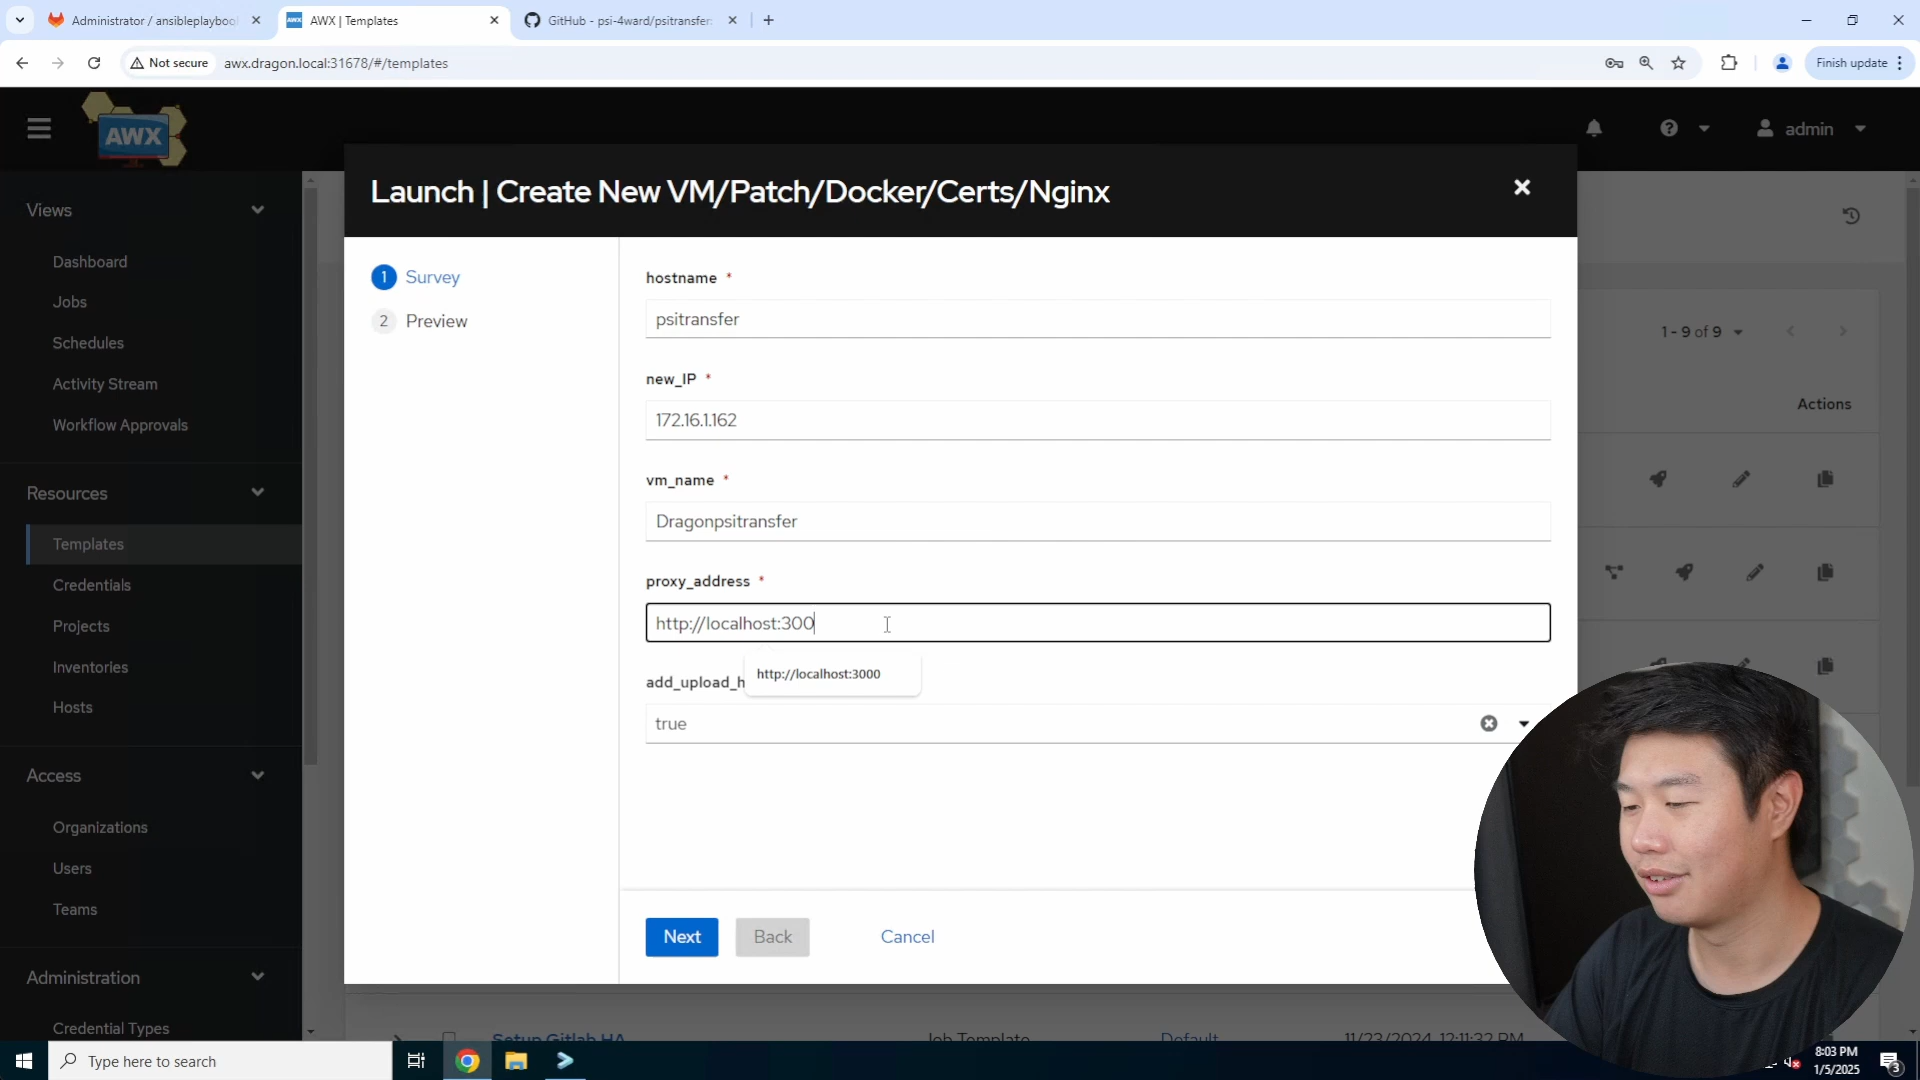 Administrator / ansibleplayboo
AWX | Templates
GitHub - psi-4ward/psitransfer:
Not secure
awx.dragon.local:31678/#/templates
Finish update
AWX
admin
Launch | Create New VM/Patch/Docker/Certs/Nginx
Views
Dashboard
Jobs
Schedules
Activity Stream
Workflow Approvals
Resources
Templates
Credentials
Projects
Inventories
Hosts
Access
Organizations
Users
Teams
Administration
Credential Types
1 Survey
2 Preview
hostname *
psitransfer
new_IP *
172.16.1.162
vm_name *
Dragonpsitransfer
proxy_address *
http://localhost:300
http://localhost:3000
add_upload_h
true
Next
Back
Cancel
1 - 9 of 9
Actions
Setup Gitlab HA
Job Template
Default
11/23/2024, 12:11:32 PM
Type here to search
8:03 PM
1/5/2025
3